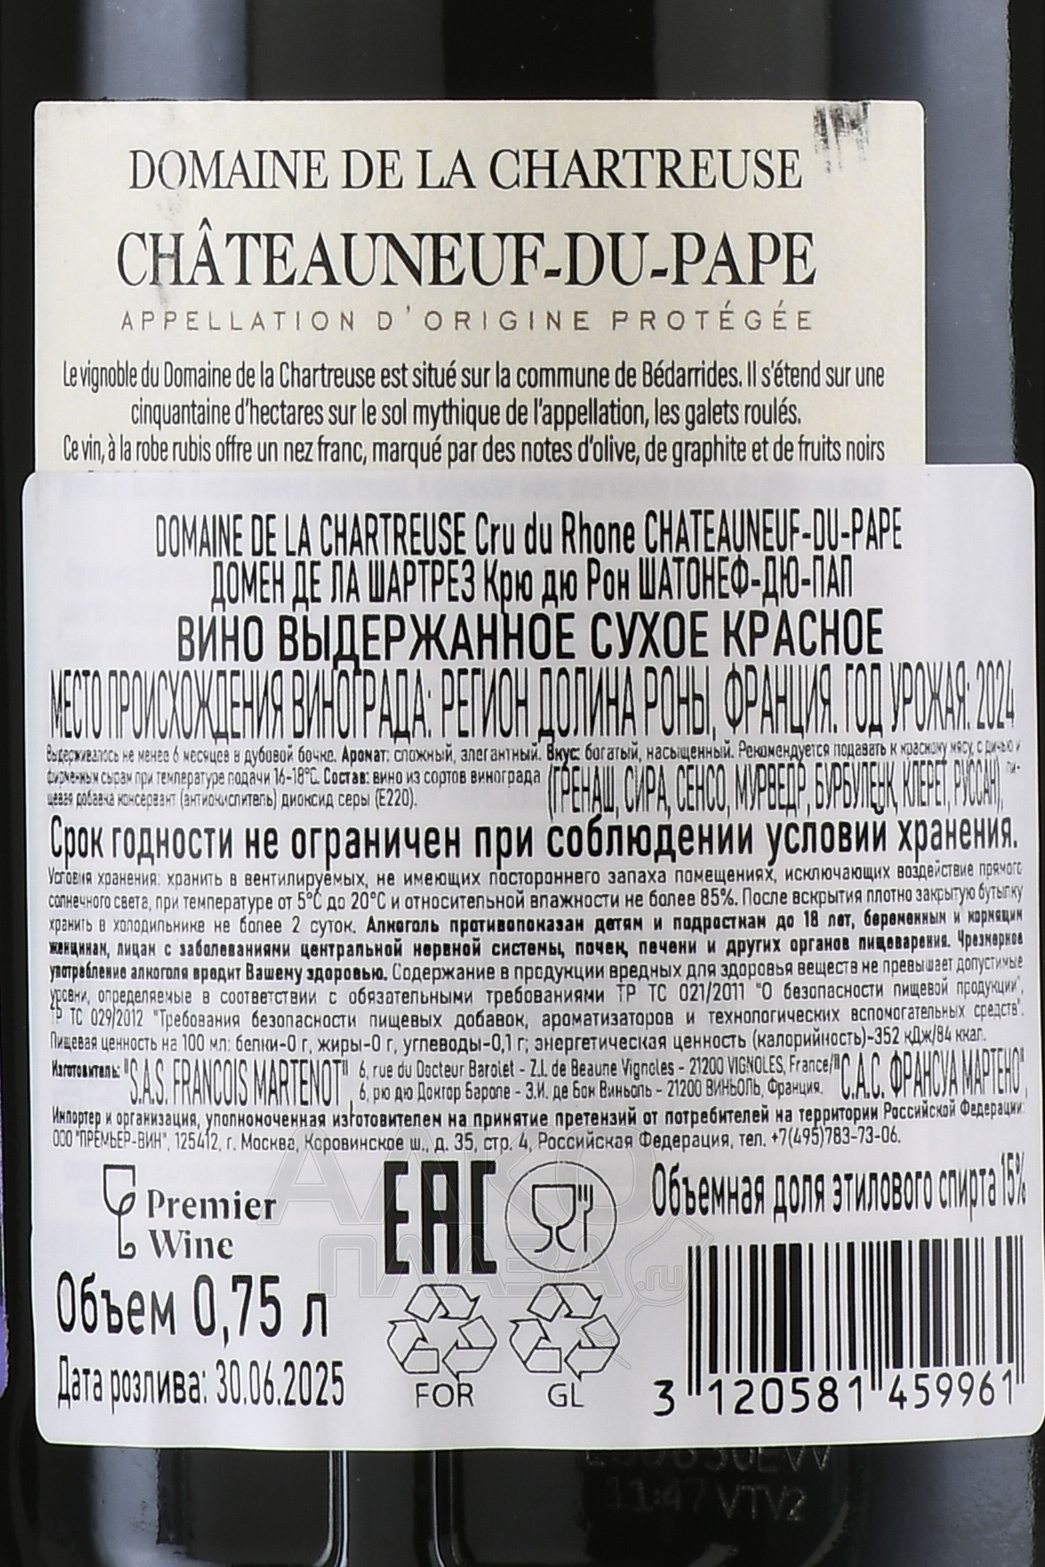 DOMAINE DE LA CHARTREUSE
CHÂTEAUNEUF-DU-PAPE
APPELLATION D'ORIGINE PROTÉGÉE
Le vignoble du Domaine de la Chartreuse est situé sur la commune de Bédarrides. Il s'étend sur une
cinquantaine d'hectares sur le sol mythique de l'appellation, les galets roulés.
Ce vin, à la robe rubis offre un nez franc, marqué par des notes d'olive, de graphite et de fruits noirs
DOMAINE DE LA CHARTREUSE Cru du Rhone CHATEAUNEUF-DU-PAPE
ДОМЕН ДЕ ЛА ШАРТРЕЗ Крю дю Рон ШАТОНЕФ-ДЮ-ПАП
ВИНО ВЫДЕРЖАННОЕ СУХОЕ КРАСНОЕ
МЕСТО ПРОИСХОЖДЕНИЯ ВИНОГРАДА: РЕГИОН ДОЛИНА РОНЫ, ФРАНЦИЯ. ГОД УРОЖАЯ: 2024
Выдерживалось не менее 6 месяцев в дубовой бочке. Аромат: сложный, элегантный. Вкус: богатый, насыщенный. Рекомендуется подавать к красному мясу, с дичью и
фирменным сырам при температуре подачи 16-18°C. Состав: вино из сортов винограда (ГРЕНАШ, СИРА, СЕНСО, МУРВЕДР, БУРБУЛЕНК, КЛЕРЕТ, РУССАН), пи-
щевая добавка консервант (антиокислитель) диоксид серы (E220).
Срок годности не ограничен при соблюдении условий хранения.
Условия хранения: хранить в вентилируемых, не имеющих постороннего запаха помещениях, исключающих воздействие прямого
солнечного света, при температуре от 5°C до 20°C и относительной влажности не более 85%. После вскрытия плотно закрытую бутылку
хранить в холодильнике не более 2 суток. Алкоголь противопоказан детям и подросткам до 18 лет, беременным и кормящим
женщинам, лицам с заболеваниями центральной нервной системы, почек, печени и других органов пищеварения. Чрезмерное
употребление алкоголя вредит Вашему здоровью. Содержание в продукции вредных для здоровья веществ не превышает допустимые
уровни, определяемые в соответствии с обязательными требованиями ТР ТС 021/2011 "О безопасности пищевой продукции",
ТР ТС 029/2012 "Требования безопасности пищевых добавок, ароматизаторов и технологических вспомогательных средств".
Пищевая ценность на 100 мл: белки-0 г, жиры-0 г, углеводы-0,1 г; энергетическая ценность (калорийность)-352 кДж/84 ккал.
Изготовитель: "S.A.S. FRANCOIS MARTENOT", 6, rue du Docteur Barolet - Z.I. de Beaune Vignoles - 21200 VIGNOLES, France/"С.А.С. ФРАНСУА МАРТЕНО",
6, рю дю Доктор Бароле - З.И. де Бон Виньоль - 21200 ВИНЬОЛЬ, Франция.
Импортер и организация, уполномоченная изготовителем на принятие претензий от потребителей на территории Российской Федерации:
ООО "ПРЕМЬЕР-ВИН", 125412, г. Москва, Коровинское ш., д. 35, стр. 4, Российская Федерация, тел. +7(495)783-73-06.
Premier
Wine
EAC
Объемная доля этилового спирта 15%
АЛКО
ПЛАЗА
.ru
Объем 0,75 л
Дата розлива: 30.06.2025
FOR
GL
3 120581 459961
11:47 VTV2